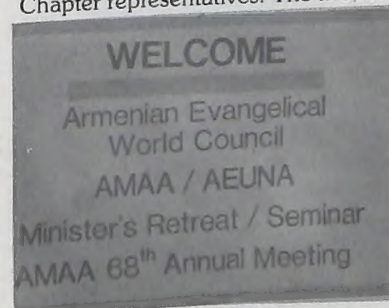 Chapter representatives.
WELCOME
Armenian Evangelical
World Council
AMAA / AEUNA
Minister's Retreat / Seminar
AMAA 68th Annual Meeting